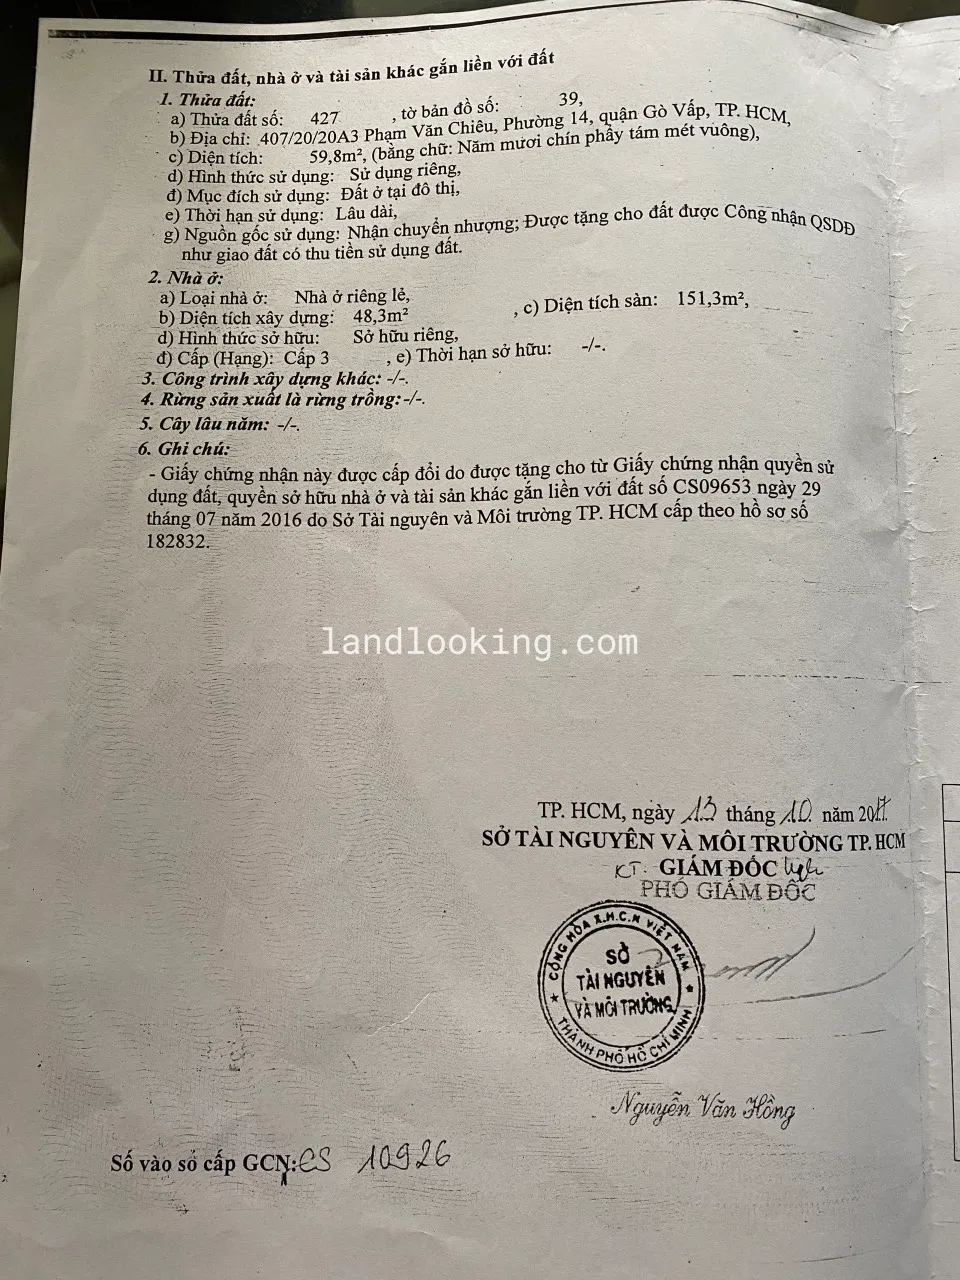 II. Thửa đất, nhà ở và tài sản khác gắn liền với đất
1. Thửa đất:
a) Thửa đất số: 427 , tờ bản đồ số: 39,
b) Địa chỉ: 407/20/20A3 Phạm Văn Chiêu, Phường 14, quận Gò Vấp, TP. HCM,
c) Diện tích: 59,8m², (bằng chữ: Năm mươi chín phẩy tám mét vuông),
d) Hình thức sử dụng: Sử dụng riêng,
đ) Mục đích sử dụng: Đất ở tại đô thị,
e) Thời hạn sử dụng: Lâu dài,
g) Nguồn gốc sử dụng: Nhận chuyển nhượng; Được tặng cho đất được Công nhận QSDĐ
như giao đất có thu tiền sử dụng đất.
2. Nhà ở:
a) Loại nhà ở: Nhà ở riêng lẻ,
b) Diện tích xây dựng: 48,3m² , c) Diện tích sàn: 151,3m²,
d) Hình thức sở hữu: Sở hữu riêng,
đ) Cấp (Hạng): Cấp 3 , e) Thời hạn sở hữu: -/-.
3. Công trình xây dựng khác: -/-.
4. Rừng sản xuất là rừng trồng: -/-.
5. Cây lâu năm: -/-.
6. Ghi chú:
- Giấy chứng nhận này được cấp đổi do được tặng cho từ Giấy chứng nhận quyền sử
dụng đất, quyền sở hữu nhà ở và tài sản khác gắn liền với đất số CS09653 ngày 29
tháng 07 năm 2016 do Sở Tài nguyên và Môi trường TP. HCM cấp theo hồ sơ số
182832.
landlooking.com
TP. HCM, ngày 13 tháng 10 năm 2017
SỞ TÀI NGUYÊN VÀ MÔI TRƯỜNG TP. HCM
KT. GIÁM ĐỐC
PHÓ GIÁM ĐỐC
CỘNG HÒA X.H.C.N VIỆT NAM
SỞ
TÀI NGUYÊN
VÀ MÔI TRƯỜNG
THÀNH PHỐ HỒ CHÍ MINH
Nguyễn Văn Hồng
Số vào sổ cấp GCN: CS 10926